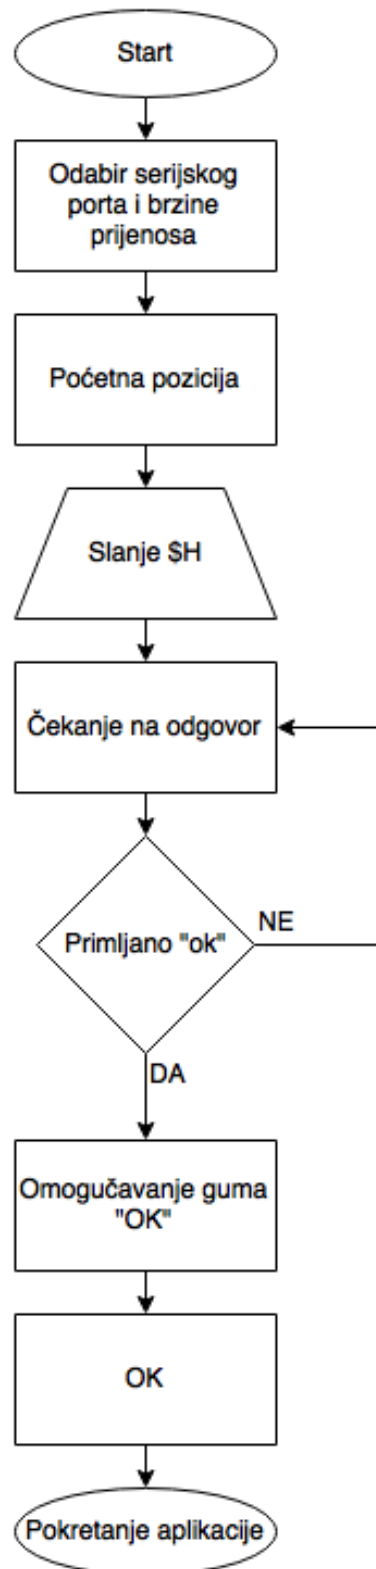 Start
Odabir serijskog
porta i brzine
prijenosa
Poćetna pozicija
Slanje $H
Čekanje na odgovor
Primljano "ok"
NE
DA
Omogučavanje guma
"OK"
OK
Pokretanje aplikacije